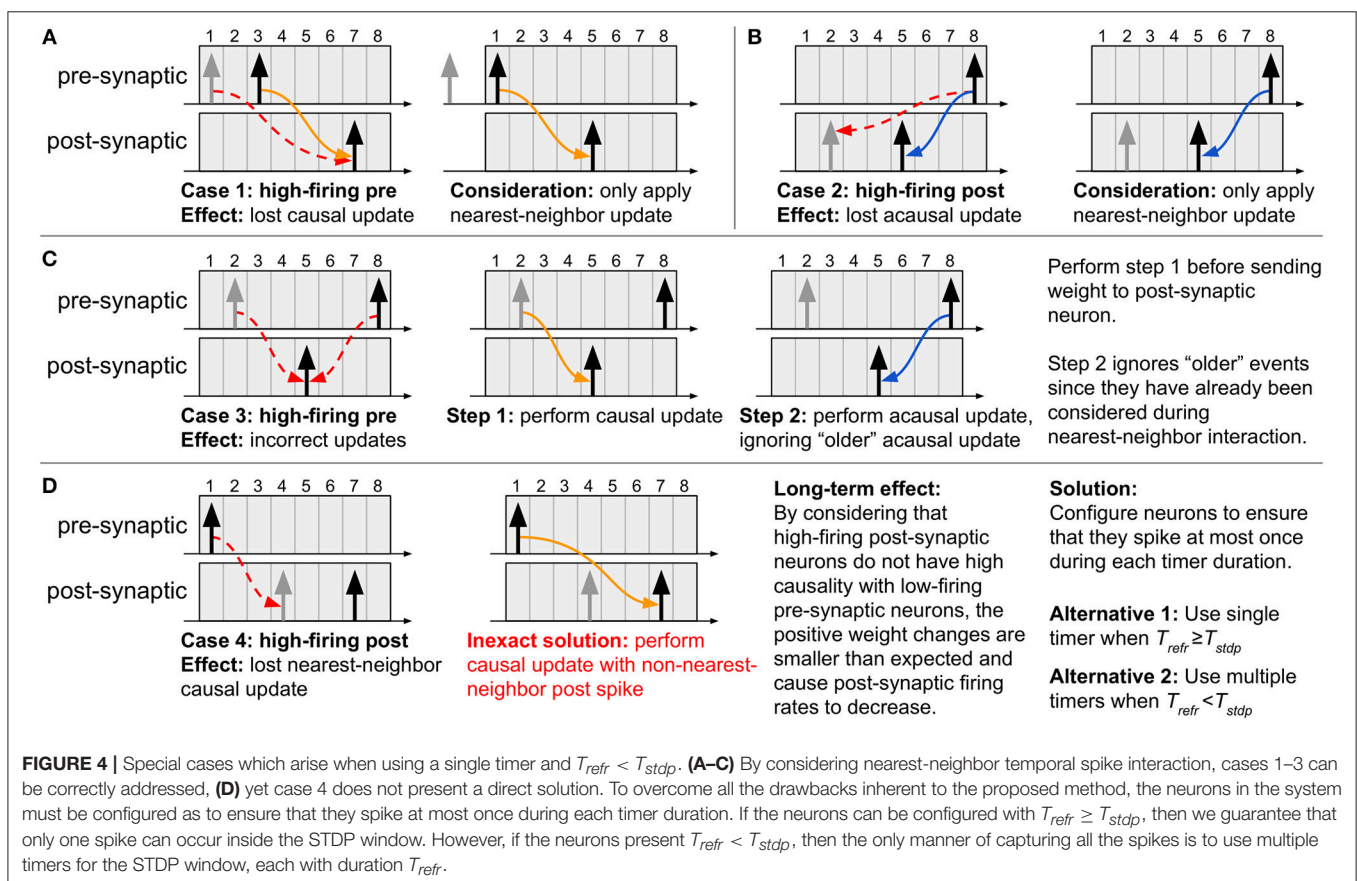 A
B
1 2 3 4 5 6 7 8
1 2 3 4 5 6 7 8
1 2 3 4 5 6 7 8
1 2 3 4 5 6 7 8
pre-synaptic
post-synaptic
Case 1: high-firing pre
Effect: lost causal update
Consideration: only apply
nearest-neighbor update
Case 2: high-firing post
Effect: lost acausal update
Consideration: only apply
nearest-neighbor update
C
1 2 3 4 5 6 7 8
1 2 3 4 5 6 7 8
1 2 3 4 5 6 7 8
pre-synaptic
post-synaptic
Case 3: high-firing pre
Effect: incorrect updates
Step 1: perform causal update
Step 2: perform acausal update,
ignoring “older” acausal update
Perform step 1 before sending
weight to post-synaptic
neuron.
Step 2 ignores “older” events
since they have already been
considered during
nearest-neighbor interaction.
D
1 2 3 4 5 6 7 8
1 2 3 4 5 6 7 8
pre-synaptic
post-synaptic
Case 4: high-firing post
Effect: lost nearest-neighbor
causal update
Inexact solution: perform
causal update with non-nearest-
neighbor post spike
Long-term effect:
By considering that
high-firing post-synaptic
neurons do not have high
causality with low-firing
pre-synaptic neurons, the
positive weight changes are
smaller than expected and
cause post-synaptic firing
rates to decrease.
Solution:
Configure neurons to ensure
that they spike at most once
during each timer duration.
Alternative 1: Use single
timer when T_refr ≥ T_stdp
Alternative 2: Use multiple
timers when T_refr < T_stdp
FIGURE 4 | Special cases which arise when using a single timer and T_refr < T_stdp. (A–C) By considering nearest-neighbor temporal spike interaction, cases 1–3 can
be correctly addressed, (D) yet case 4 does not present a direct solution. To overcome all the drawbacks inherent to the proposed method, the neurons in the system
must be configured as to ensure that they spike at most once during each timer duration. If the neurons can be configured with T_refr ≥ T_stdp, then we guarantee that
only one spike can occur inside the STDP window. However, if the neurons present T_refr < T_stdp, then the only manner of capturing all the spikes is to use multiple
timers for the STDP window, each with duration T_refr.